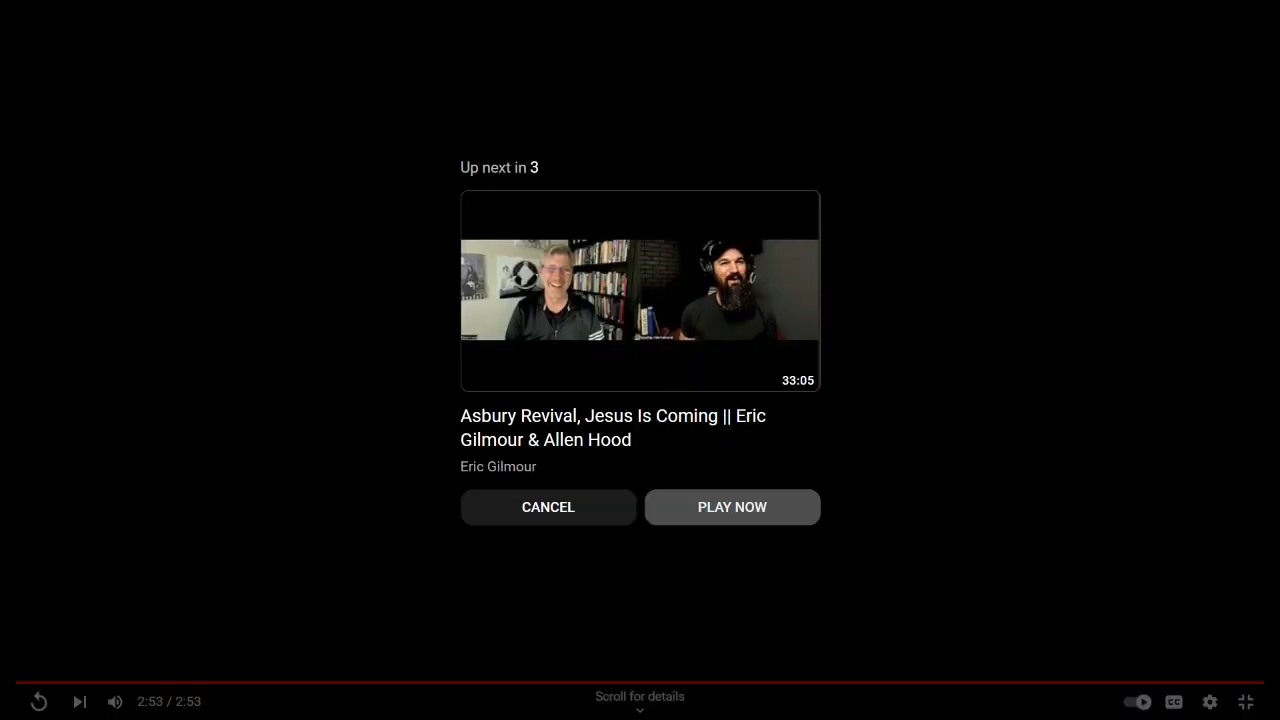 Up next in 3
33:05
Asbury Revival, Jesus Is Coming || Eric
Gilmour & Allen Hood
Eric Gilmour
CANCEL
PLAY NOW
2:53 / 2:53
Scroll for details
CC